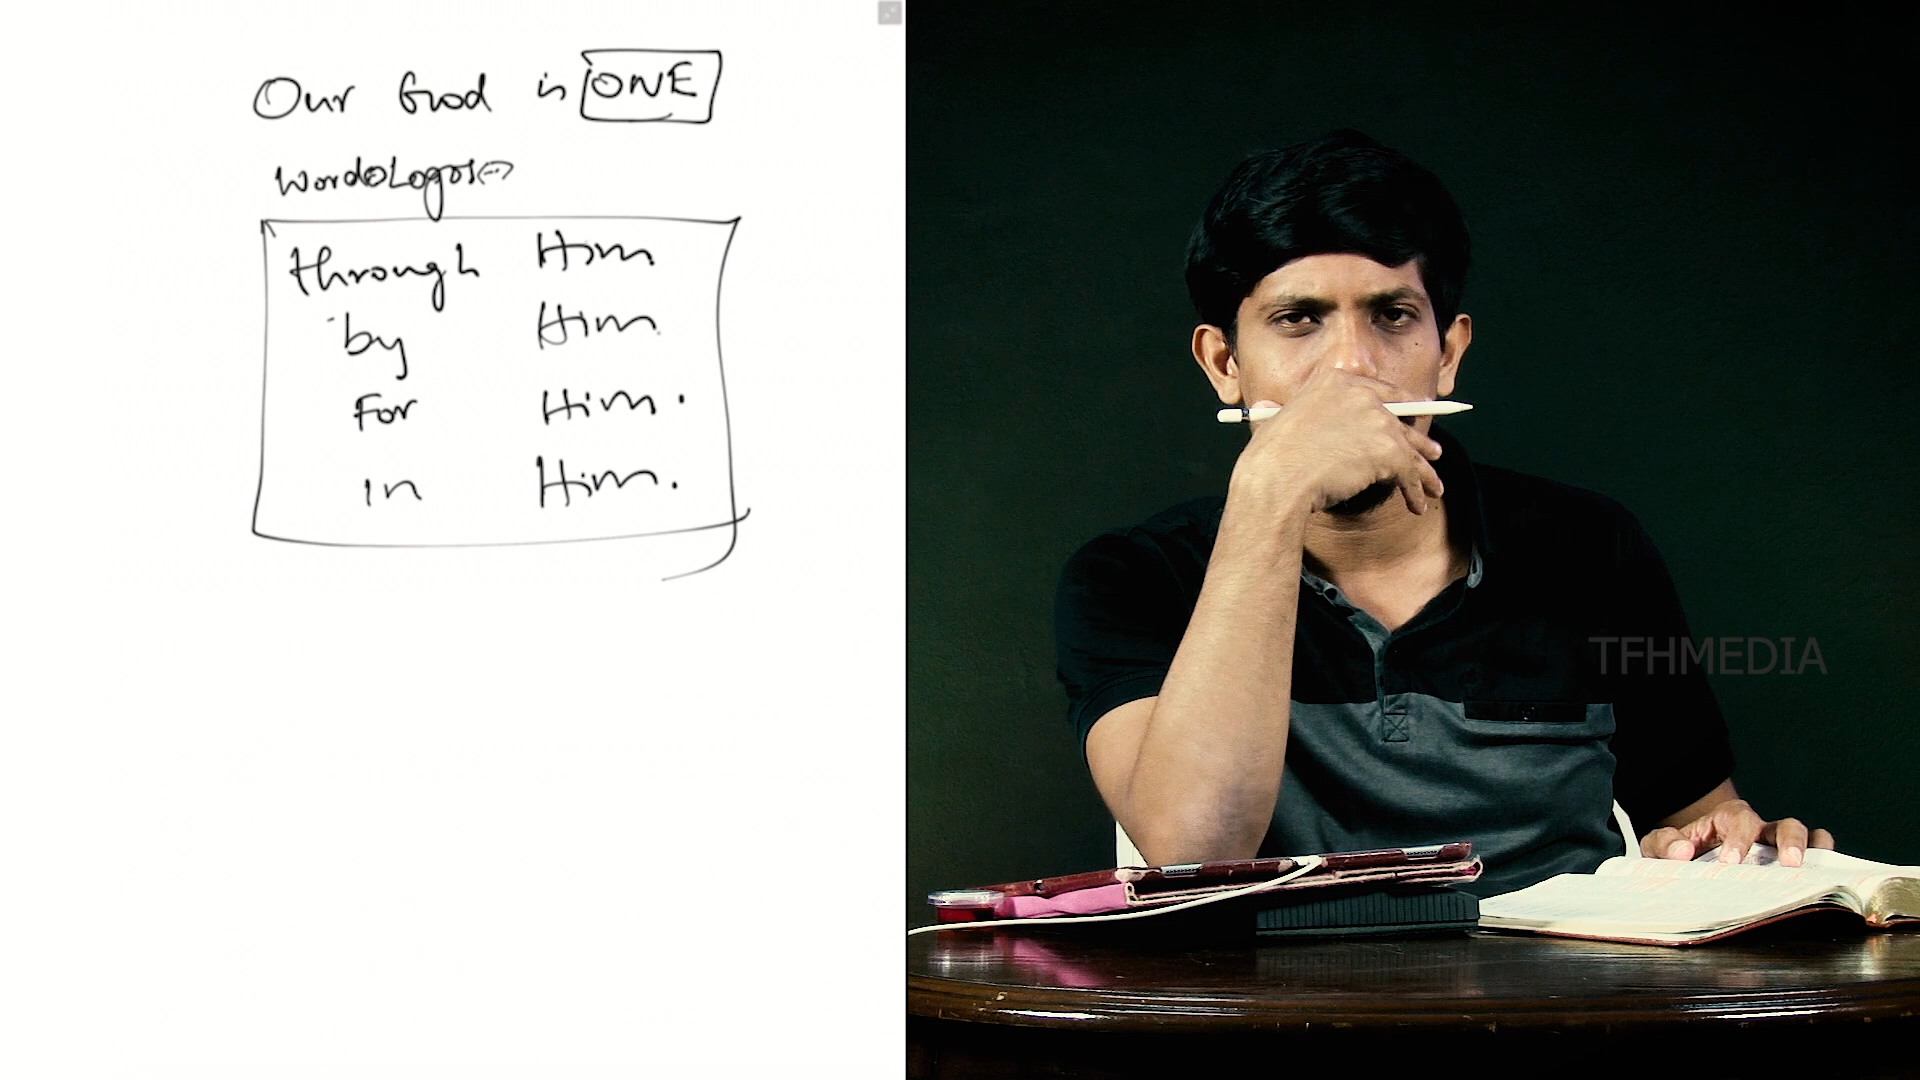 Our God is ONE
Word Logos
through Him
by Him
For Him.
in Him.
TFHMEDIA